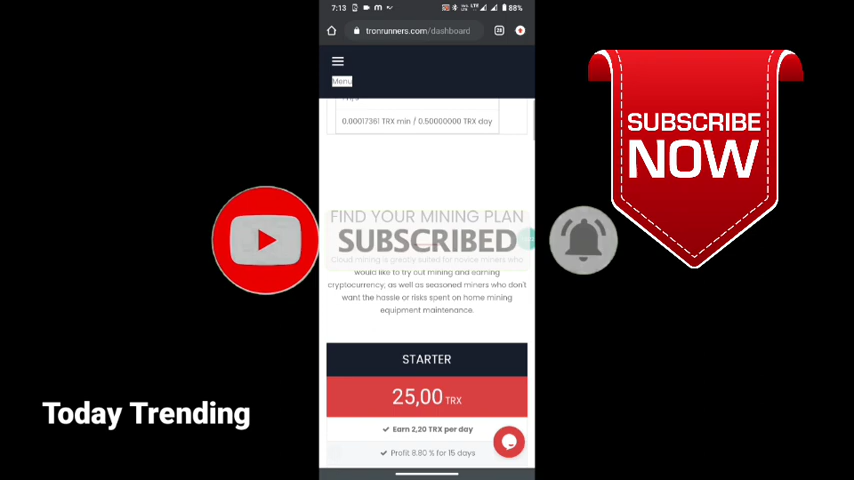 7:13
LTE
88%
tronrunners.com/dashboard
28
Menu
0.00017361 TRX min / 0.50000000 TRX day
SUBSCRIBE
NOW
FIND YOUR MINING PLAN
SUBSCRIBED
Cloud mining is greatly suited for novice miners who
would like to try out mining and earning
cryptocurrency, as well as seasoned miners who don't
want the hassle or risks spent on home mining
equipment maintenance.
STARTER
25,00 TRX
Earn 2,20 TRX per day
Profit 8.80 % for 15 days
Today Trending